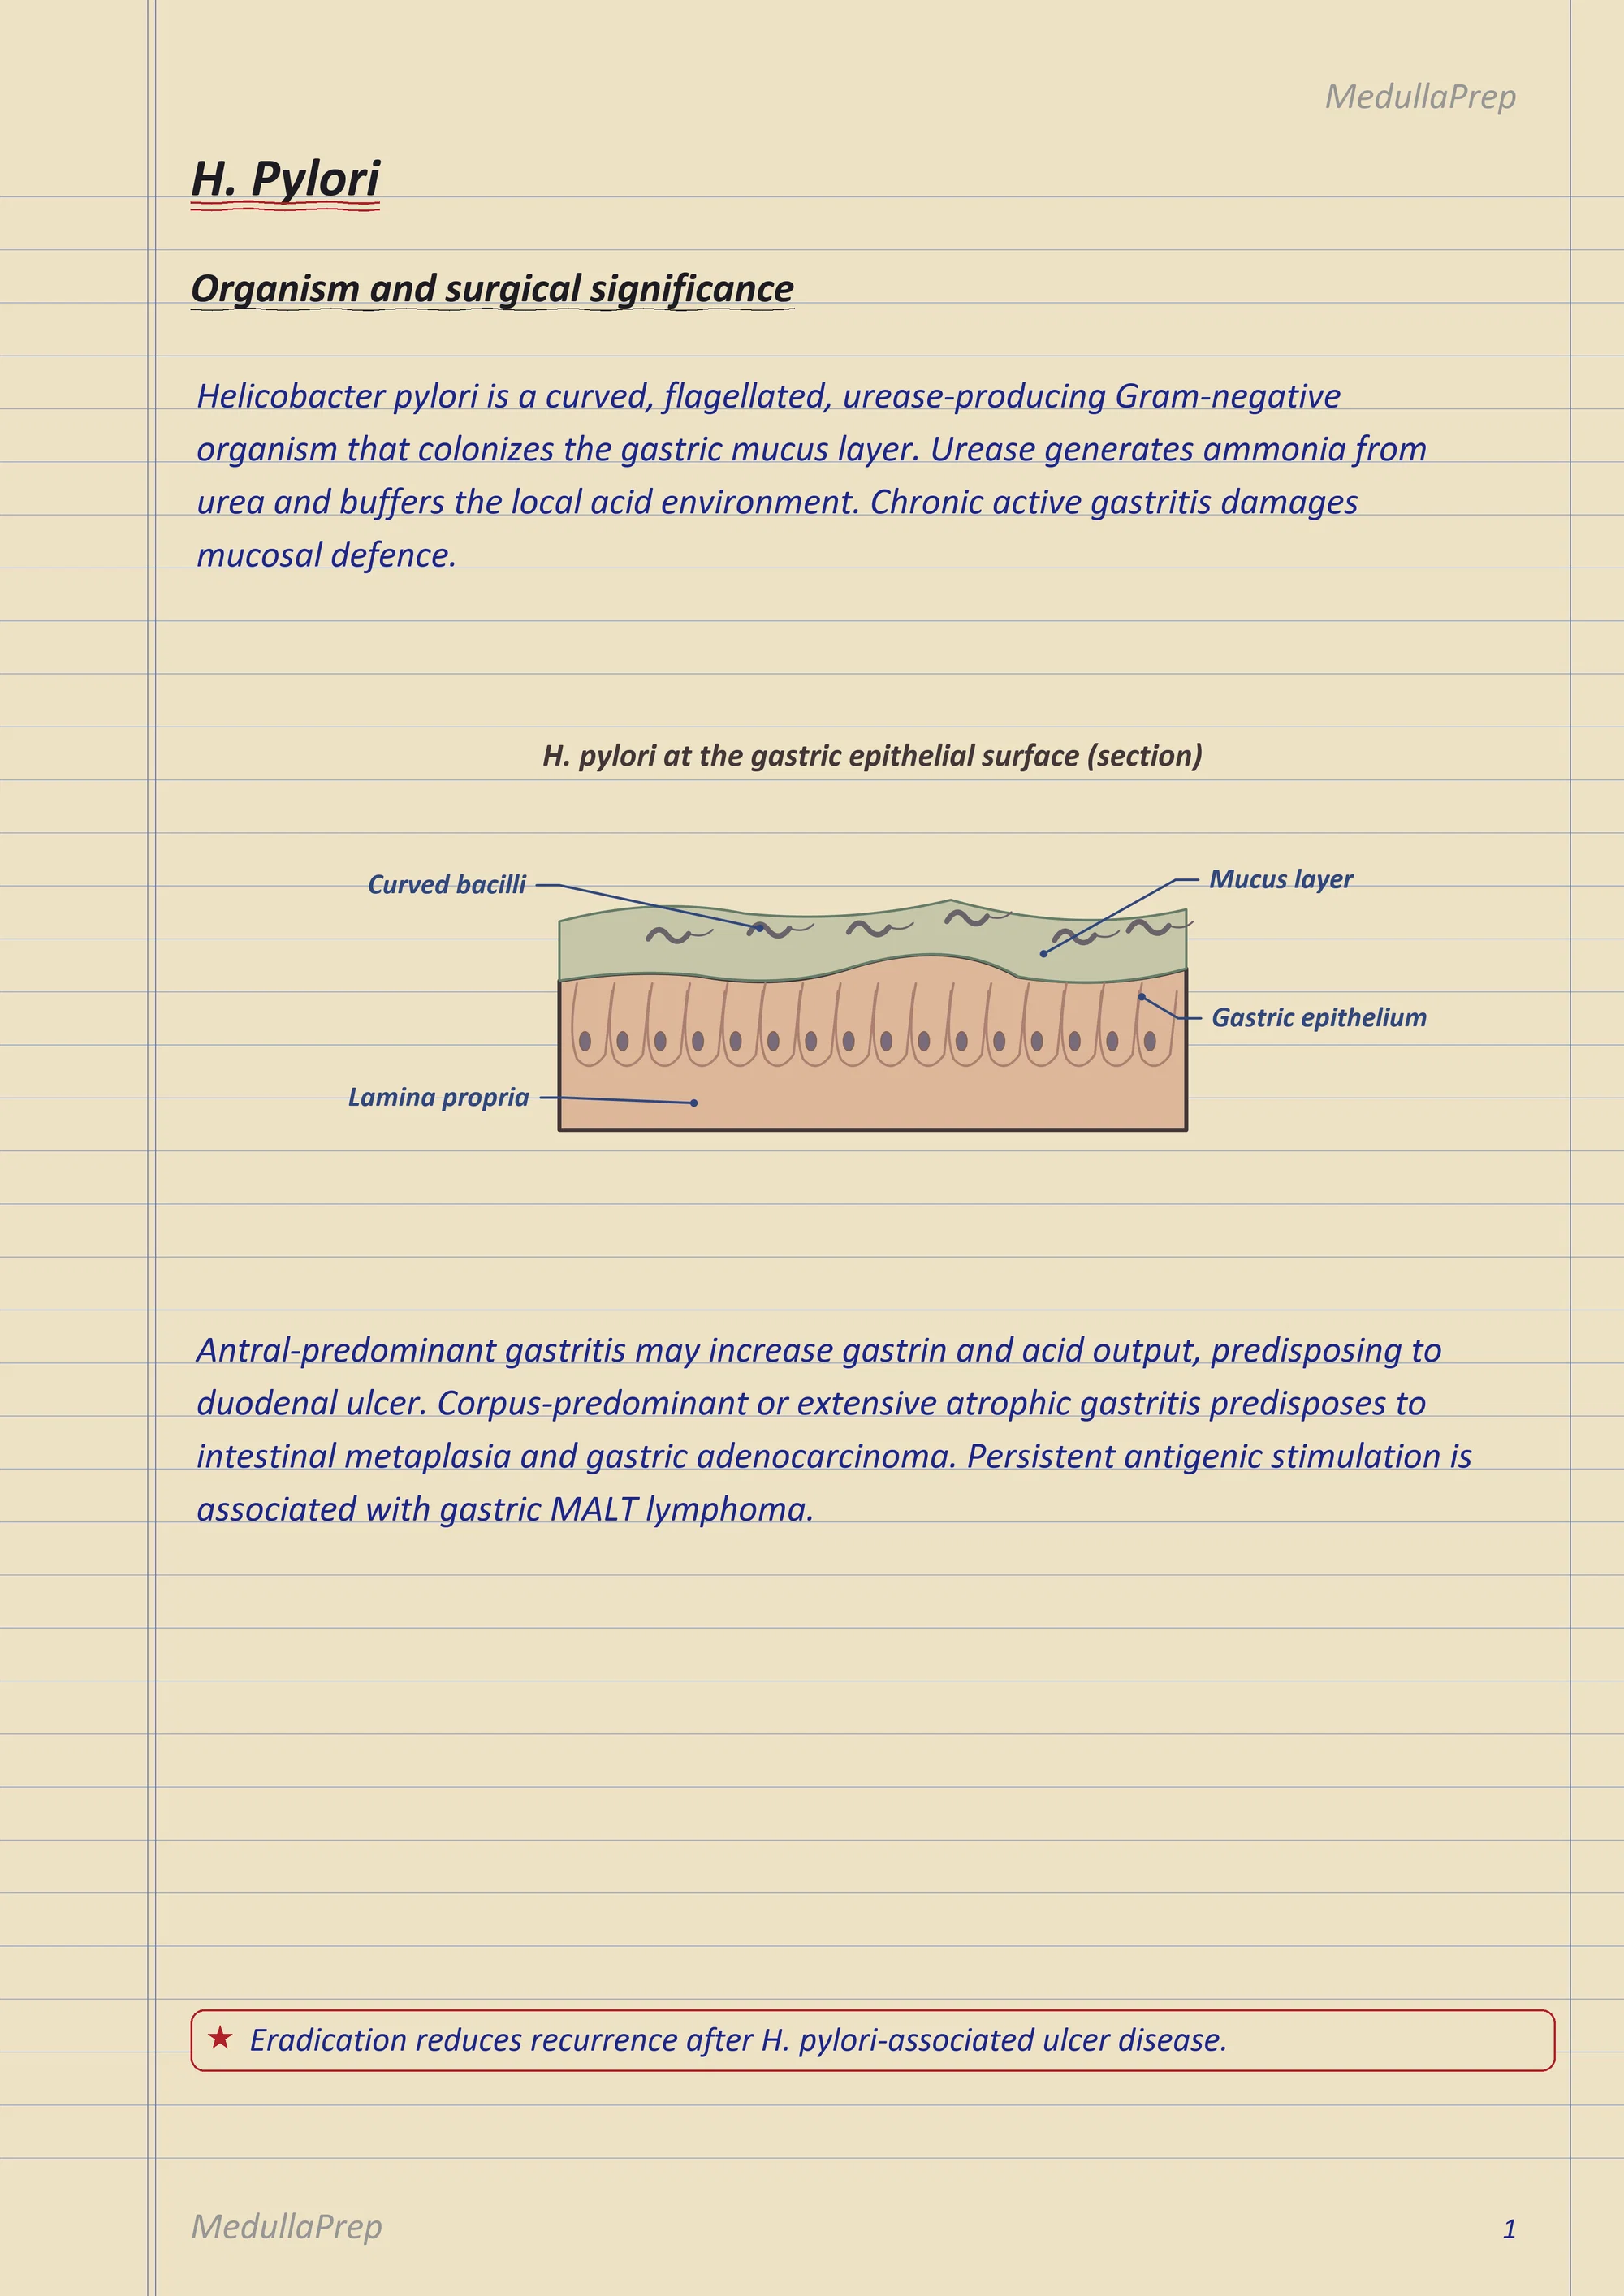 MedullaPrep
H. Pylori
Organism and surgical significance
Helicobacter pylori is a curved, flagellated, urease-producing Gram-negative
organism that colonizes the gastric mucus layer. Urease generates ammonia from
urea and buffers the local acid environment. Chronic active gastritis damages
mucosal defence.
H. pylori at the gastric epithelial surface (section)
Curved bacilli
Mucus layer
Gastric epithelium
Lamina propria
Antral-predominant gastritis may increase gastrin and acid output, predisposing to
duodenal ulcer. Corpus-predominant or extensive atrophic gastritis predisposes to
intestinal metaplasia and gastric adenocarcinoma. Persistent antigenic stimulation is
associated with gastric MALT lymphoma.
★ Eradication reduces recurrence after H. pylori-associated ulcer disease.
MedullaPrep
1